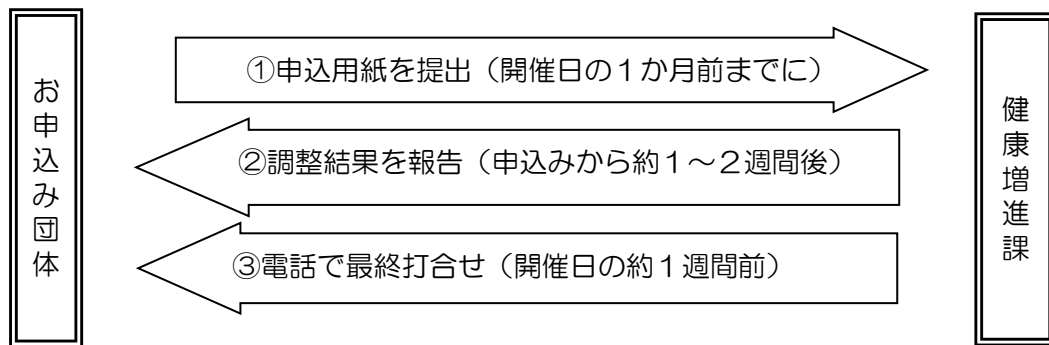 お申込み団体
①申込用紙を提出（開催日の１か月前までに）
②調整結果を報告（申込みから約１～２週間後）
③電話で最終打合せ（開催日の約１週間前）
健康増進課